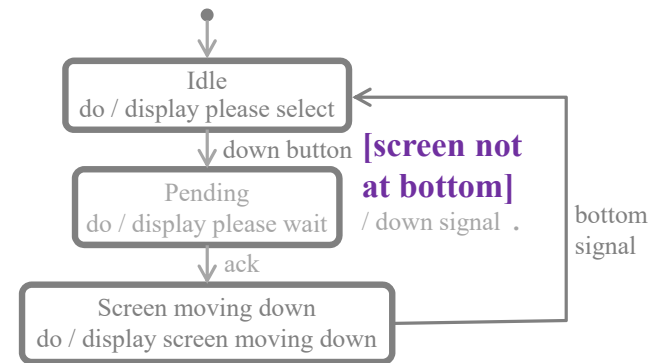 Idle
do / display please select
down button [screen not
at bottom]
/ down signal .
Pending
do / display please wait
ack
bottom
signal
Screen moving down
do / display screen moving down